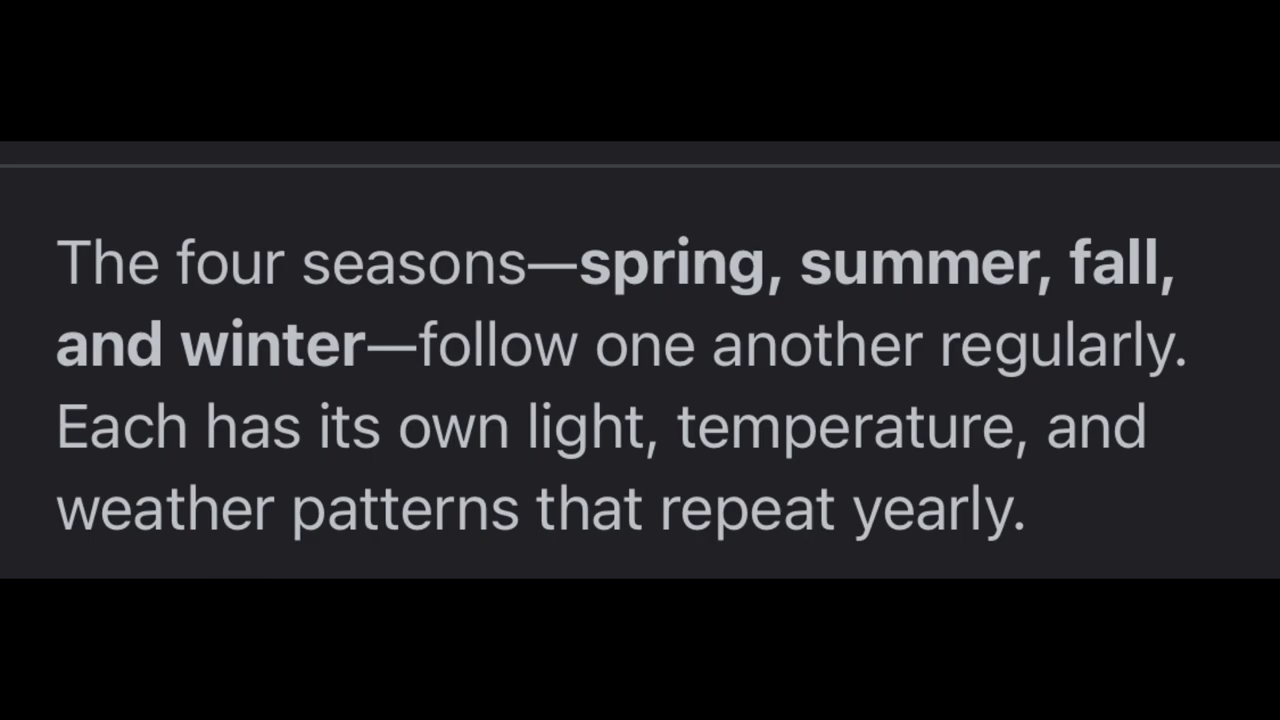 The four seasons—spring, summer, fall,
and winter—follow one another regularly.
Each has its own light, temperature, and
weather patterns that repeat yearly.